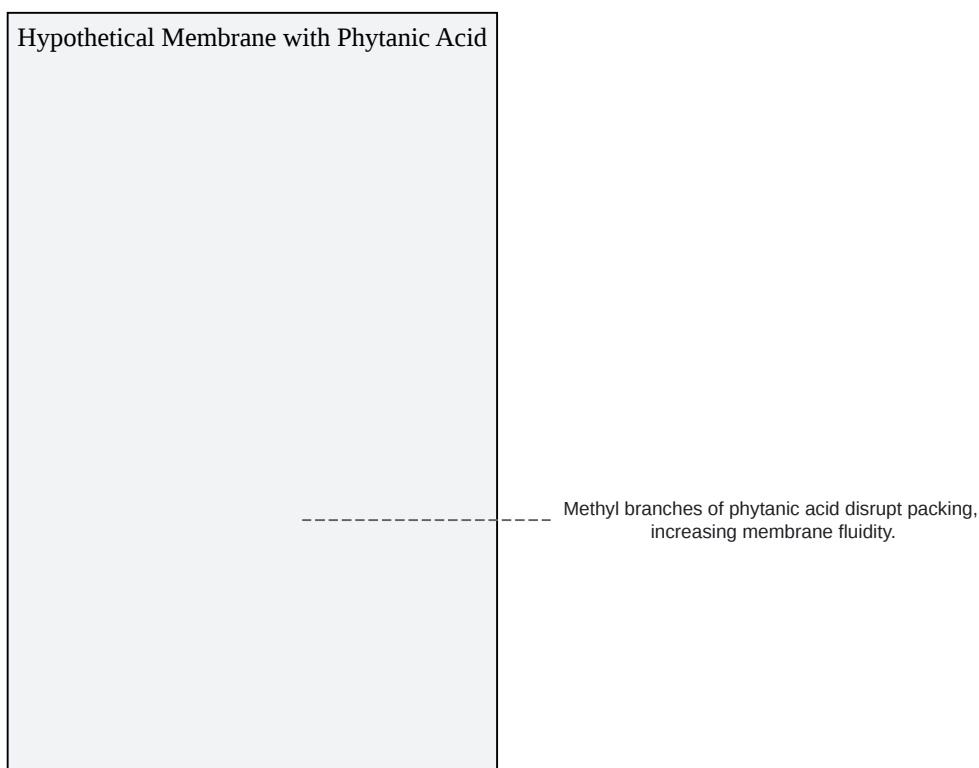 Hypothetical Membrane with Phytanic Acid
Methyl branches of phytanic acid disrupt packing,
increasing membrane fluidity.